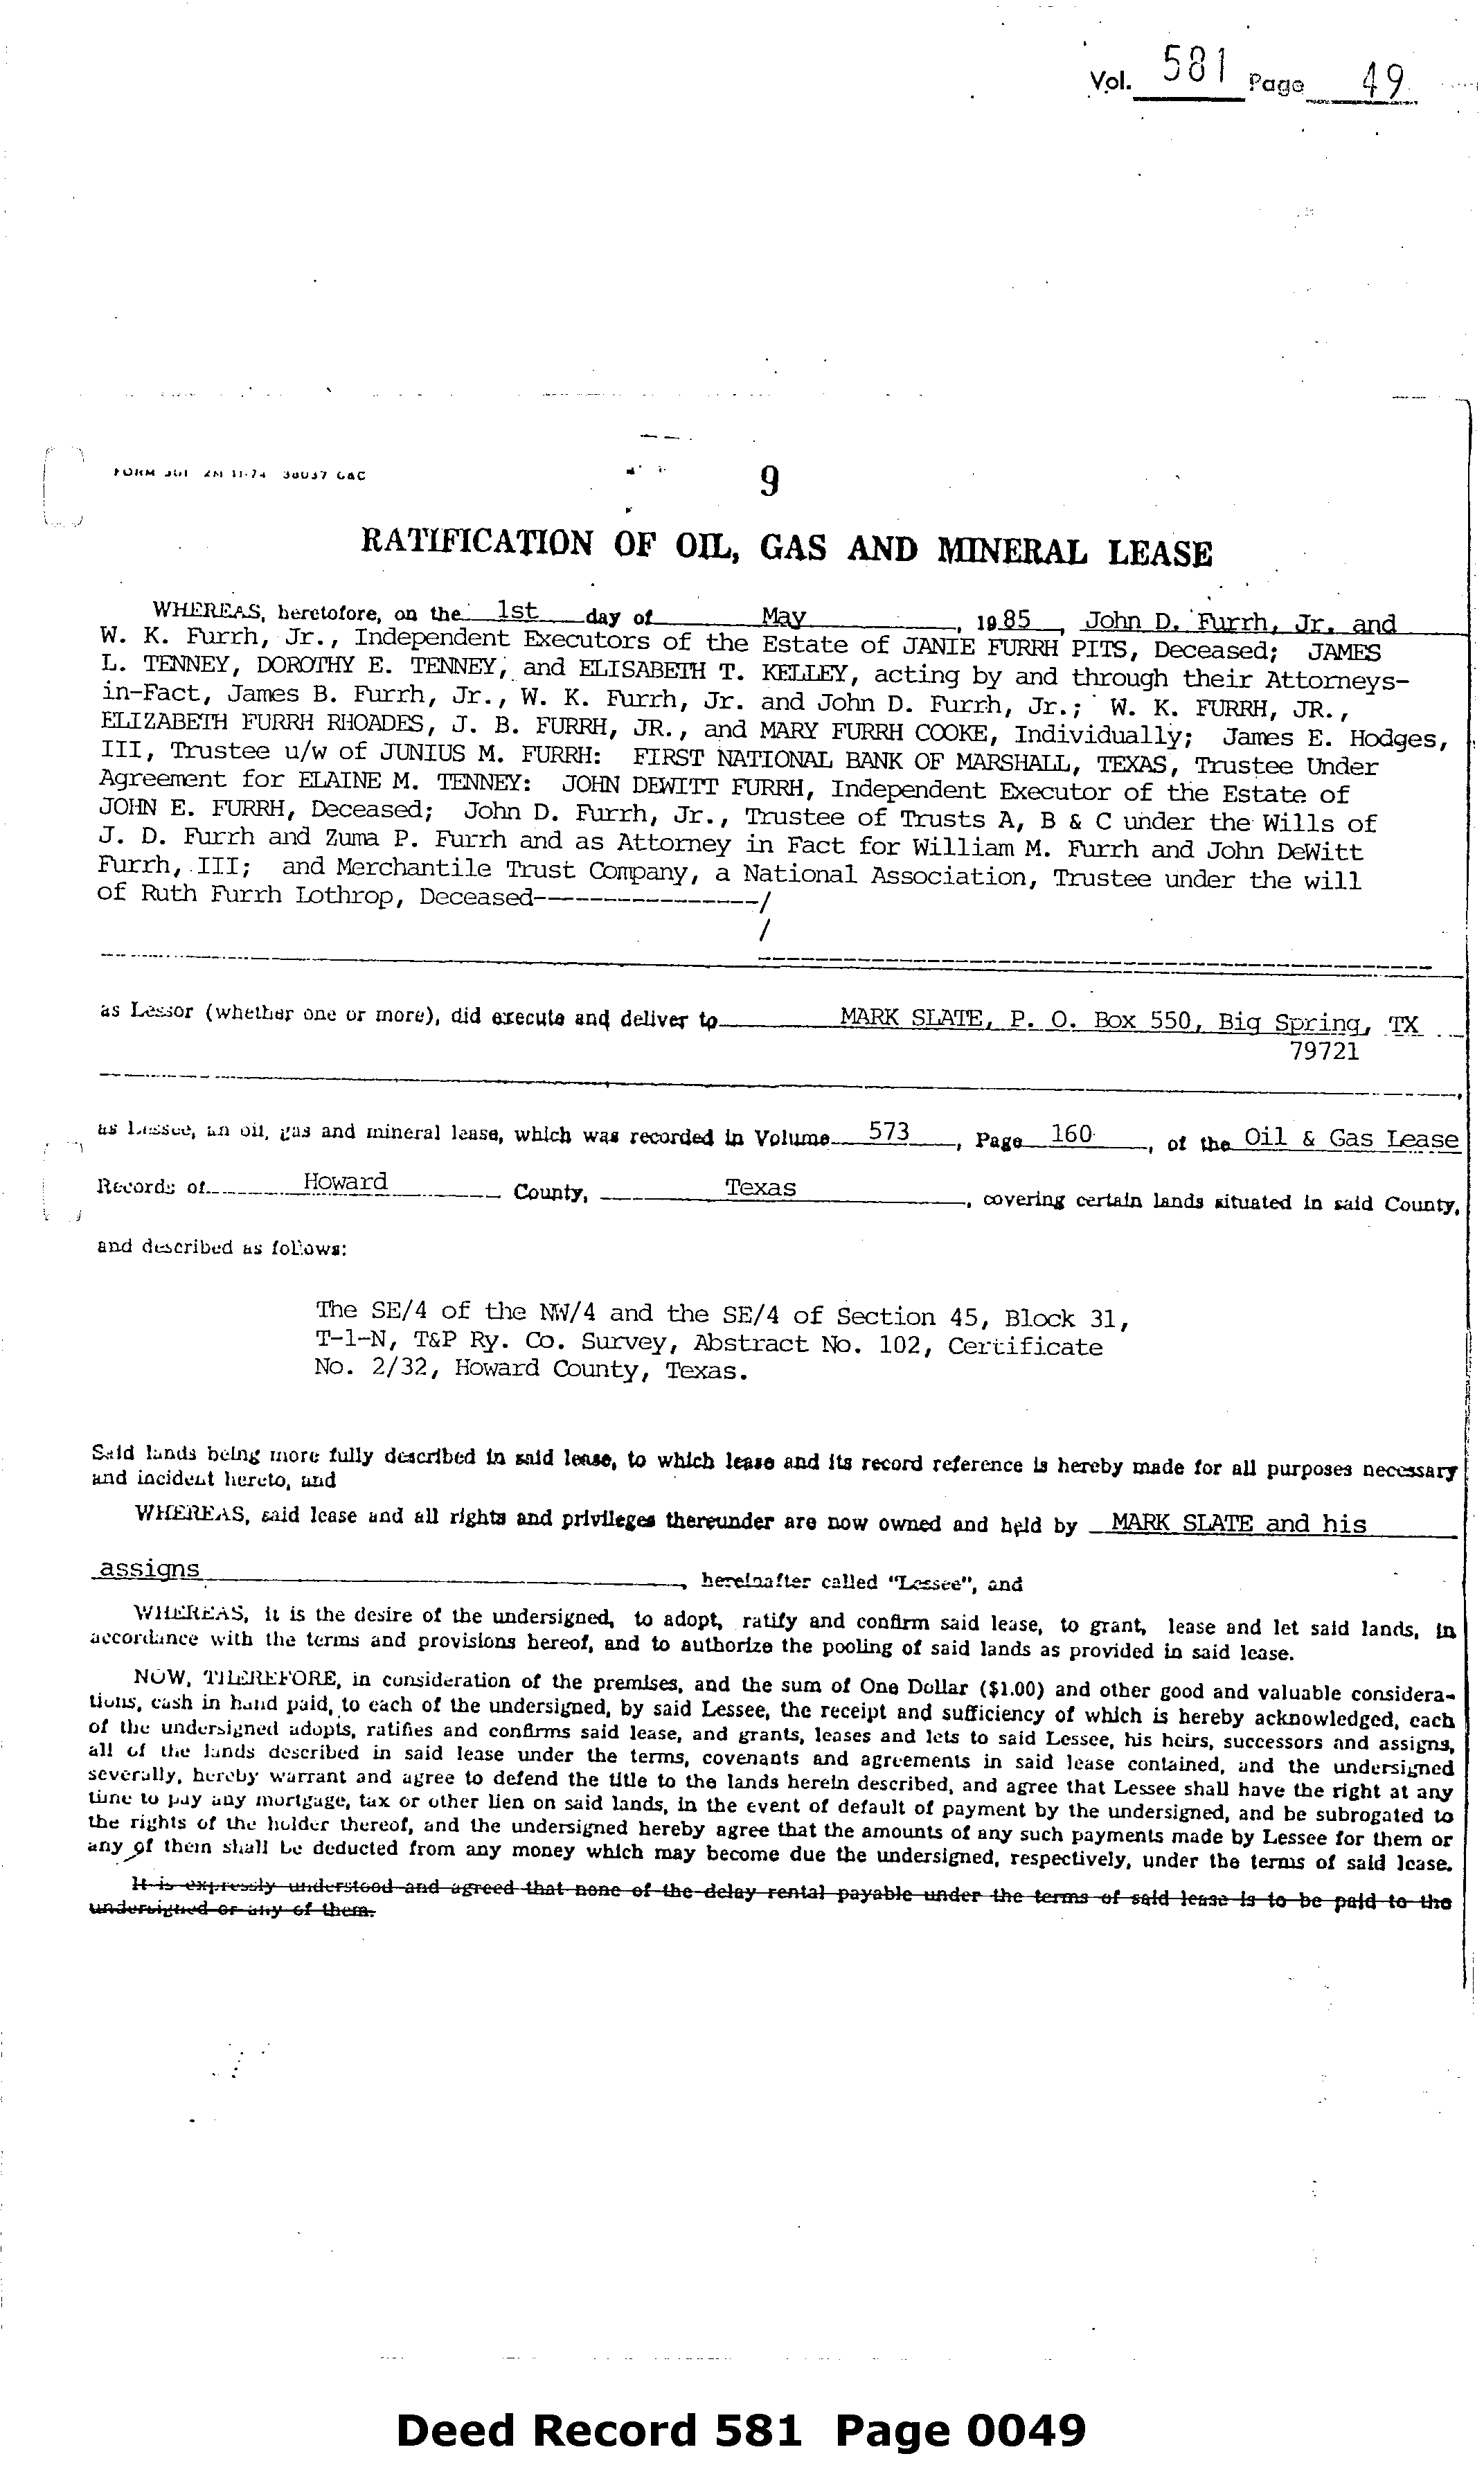 Vol. 581 Page 49
9
RATIFICATION OF OIL, GAS AND MINERAL LEASE
WHEREAS, heretofore, on the 1st day of May, 1985, John D. Furrh, Jr. and
W. K. Furrh, Jr., Independent Executors of the Estate of JANIE FURRH PITS, Deceased; JAMES
L. TENNEY, DOROTHY E. TENNEY, and ELISABETH T. KELLEY, acting by and through their Attorneys-
in-Fact, James B. Furrh, Jr., W. K. Furrh, Jr. and John D. Furrh, Jr.; W. K. FURRH, JR.,
ELIZABETH FURRH RHOADES, J. B. FURRH, JR., and MARY FURRH COOKE, Individually; James E. Hodges,
III, Trustee u/w of JUNIUS M. FURRH: FIRST NATIONAL BANK OF MARSHALL, TEXAS, Trustee Under
Agreement for ELAINE M. TENNEY: JOHN DEWITT FURRH, Independent Executor of the Estate of
JOHN E. FURRH, Deceased; John D. Furrh, Jr., Trustee of Trusts A, B & C under the Wills of
J. D. Furrh and Zuma P. Furrh and as Attorney in Fact for William M. Furrh and John DeWitt
Furrh, III; and Merchantile Trust Company, a National Association, Trustee under the will
of Ruth Furrh Lothrop, Deceased----------------/
/
as Lessor (whether one or more), did execute and deliver to MARK SLATE, P. O. Box 550, Big Spring, TX
79721
as Lessee, an oil, gas and mineral lease, which was recorded in Volume 573, Page 160, of the Oil & Gas Lease
Records of Howard County, Texas, covering certain lands situated in said County,
and described as follows:
The SE/4 of the NW/4 and the SE/4 of Section 45, Block 31,
T-1-N, T&P Ry. Co. Survey, Abstract No. 102, Certificate
No. 2/32, Howard County, Texas.
Said lands being more fully described in said lease, to which lease and its record reference is hereby made for all purposes necessary
and incident hereto, and
WHEREAS, said lease and all rights and privileges thereunder are now owned and held by MARK SLATE and his
assigns, hereinafter called "Lessee", and
WHEREAS, it is the desire of the undersigned, to adopt, ratify and confirm said lease, to grant, lease and let said lands, in
accordance with the terms and provisions hereof, and to authorize the pooling of said lands as provided in said lease.
NOW, THEREFORE, in consideration of the premises, and the sum of One Dollar ($1.00) and other good and valuable considera-
tions, cash in hand paid, to each of the undersigned, by said Lessee, the receipt and sufficiency of which is hereby acknowledged, each
of the undersigned adopts, ratifies and confirms said lease, and grants, leases and lets to said Lessee, his heirs, successors and assigns,
all of the lands described in said lease under the terms, covenants and agreements in said lease contained, and the undersigned
severally, hereby warrant and agree to defend the title to the lands herein described, and agree that Lessee shall have the right at any
time to pay any mortgage, tax or other lien on said lands, in the event of default of payment by the undersigned, and be subrogated to
the rights of the holder thereof, and the undersigned hereby agree that the amounts of any such payments made by Lessee for them or
any of them shall be deducted from any money which may become due the undersigned, respectively, under the terms of said lease.
It is expressly understood and agreed that none of the delay rental payable under the terms of said lease is to be paid to the
undersigned or any of them.
Deed Record 581 Page 0049